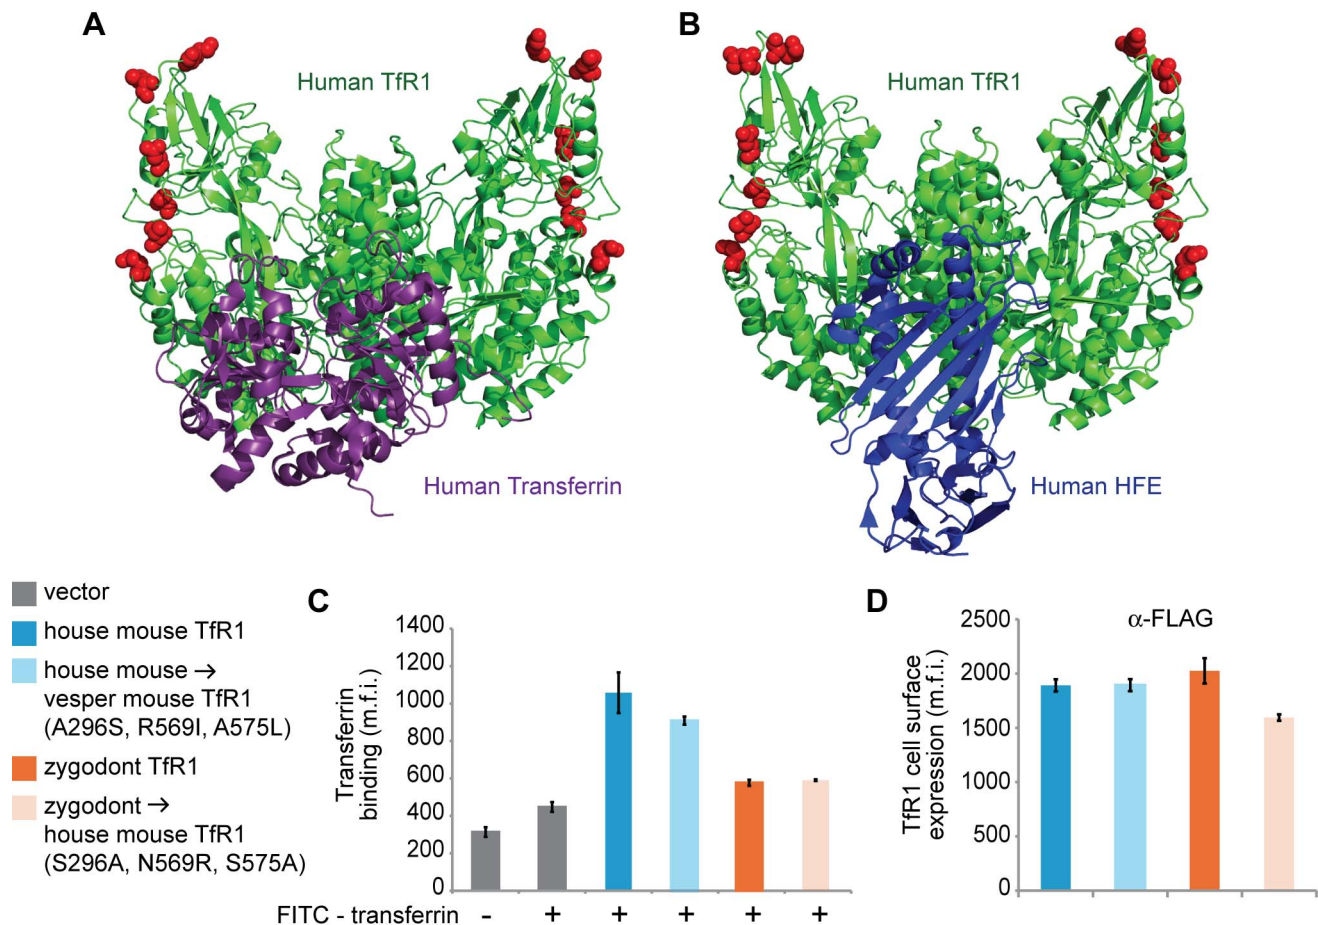 A
Human TfR1
Human Transferrin
B
Human TfR1
Human HFE
vector
house mouse TfR1
house mouse →
vesper mouse TfR1
(A296S, R569I, A575L)
zygodont TfR1
zygodont →
house mouse TfR1
(S296A, N569R, S575A)
C
Transferrin
binding (m.f.i.)
1400
1200
1000
800
600
400
200
0
FITC - transferrin - + + + + +
D
α-FLAG
TfR1 cell surface
expression (m.f.i.)
2500
2000
1500
1000
500
0